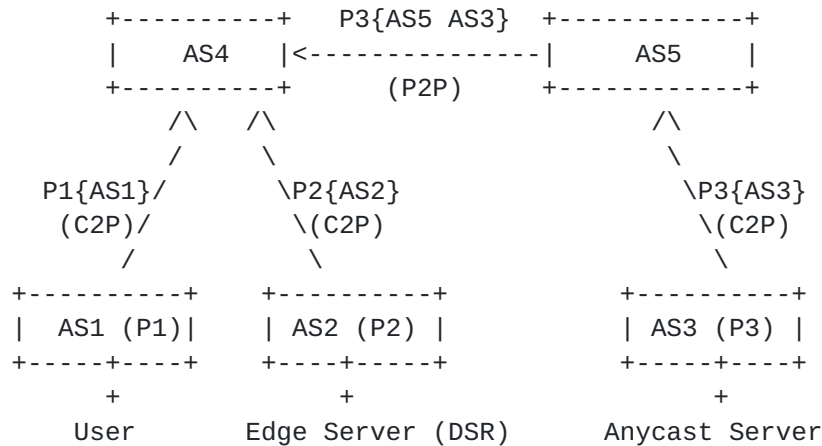 +----------+   P3{AS5 AS3}  +------------+
|    AS4   |<---------------|     AS5    |
+----------+      (P2P)     +------------+
/\   /\                        /\
/      \                         \
P1{AS1}/        \P2{AS2}                 \P3{AS3}
(C2P)/          \(C2P)                   \(C2P)
/            \                         \
+----------+    +----------+           +----------+
|  AS1 (P1)|    | AS2 (P2) |           | AS3 (P3) |
+-----+----+    +----+-----+           +-----+----+
+               +                      +
User       Edge Server (DSR)      Anycast Server